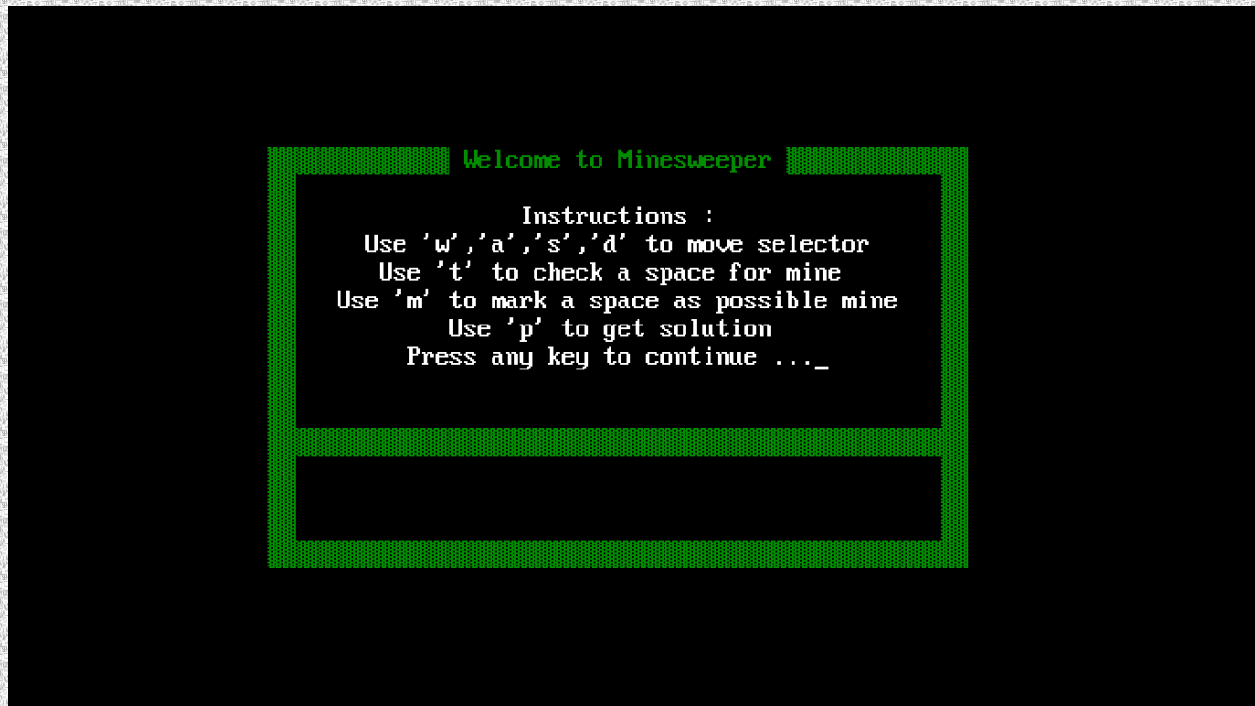 Welcome to Minesweeper
Instructions :
Use 'w','a','s','d' to move selector
Use 't' to check a space for mine
Use 'm' to mark a space as possible mine
Use 'p' to get solution
Press any key to continue ..._